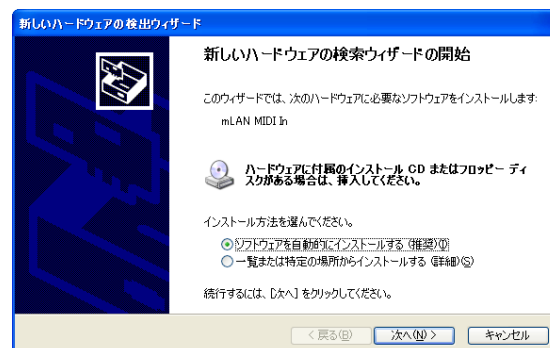 新しいハードウェアの検出ウィザード
新しいハードウェアの検索ウィザードの開始
このウィザードでは、次のハードウェアに必要なソフトウェアをインストールします:
mLAN MIDI In
ハードウェアに付属のインストール CD またはフロッピー ディ
スクがある場合は、挿入してください。
インストール方法を選んでください。
ソフトウェアを自動的にインストールする (推奨)(I)
一覧または特定の場所からインストールする (詳細)(S)
続行するには、[次へ] をクリックしてください。
< 戻る(B) 次へ(N) > キャンセル